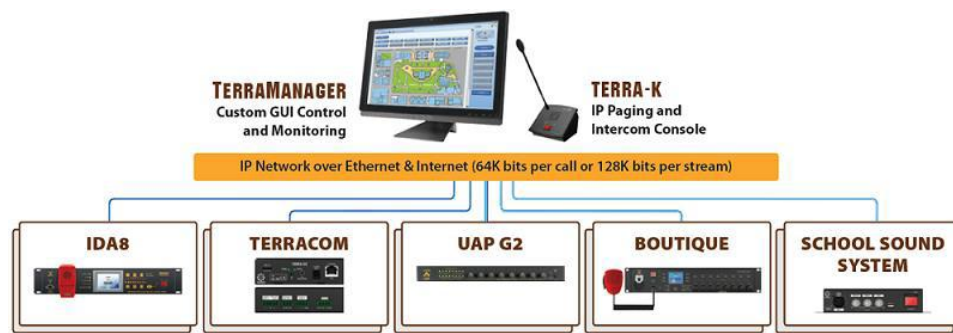 TERRAMANAGER
Custom GUI Control
and Monitoring
TERRA-K
IP Paging and
Intercom Console
IP Network over Ethernet & Internet (64K bits per call or 128K bits per stream)
IDA8
TERRACOM
UAP G2
BOUTIQUE
SCHOOL SOUND
SYSTEM